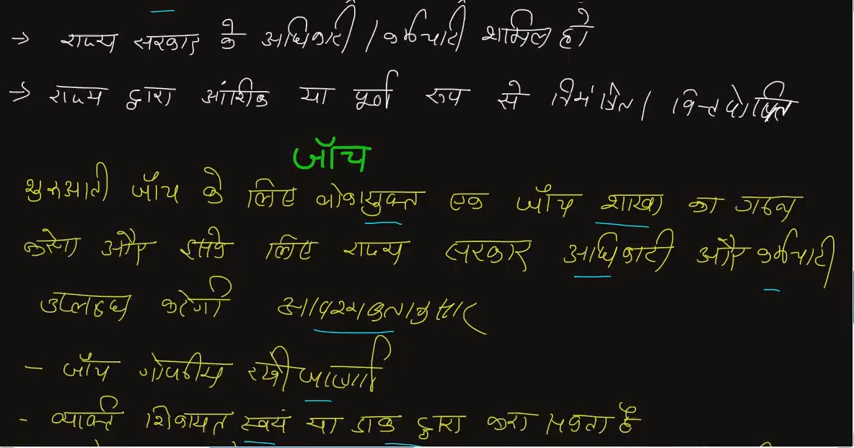 → राज्य सरकार के अधिकारी / कर्मचारी शामिल हो
→ राज्य द्वारा आंशिक या पूर्ण रूप से नियंत्रित / वित्त पोषित
जाँच
शुरुआती जाँच के लिए लोकायुक्त एक जाँच शाखा का गठन
करेगा और इसके लिए राज्य सरकार अधिकारी और कर्मचारी
उपलब्ध करेगी आवश्यकतानुसार
- जाँच गोपनीय रखी जाएगी
- व्यक्ति शिकायत स्वयं या डाक द्वारा करा सकता है